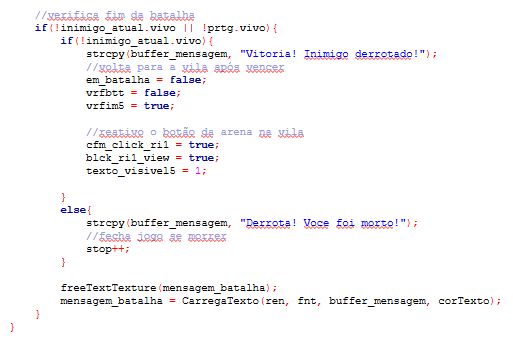 //verifica fim da batalha
if(!inimigo_atual.vivo || !prtg.vivo){
if(!inimigo_atual.vivo){
strcpy(buffer_mensagem, "Vitoria! Inimigo derrotado!");
//volta para a vila após vencer
em_batalha = false;
vrfbtt = false;
vrfim5 = true;
//reativo o botão da arena na vila
cfm_click_ri1 = true;
blck_ri1_view = true;
texto_visivel5 = 1;
}
else{
strcpy(buffer_mensagem, "Derrota! Voce foi morto!");
//fecha jogo se morrer
stop++;
}
freeTextTexture(mensagem_batalha);
mensagem_batalha = CarregaTexto(ren, fnt, buffer_mensagem, corTexto);
}
}